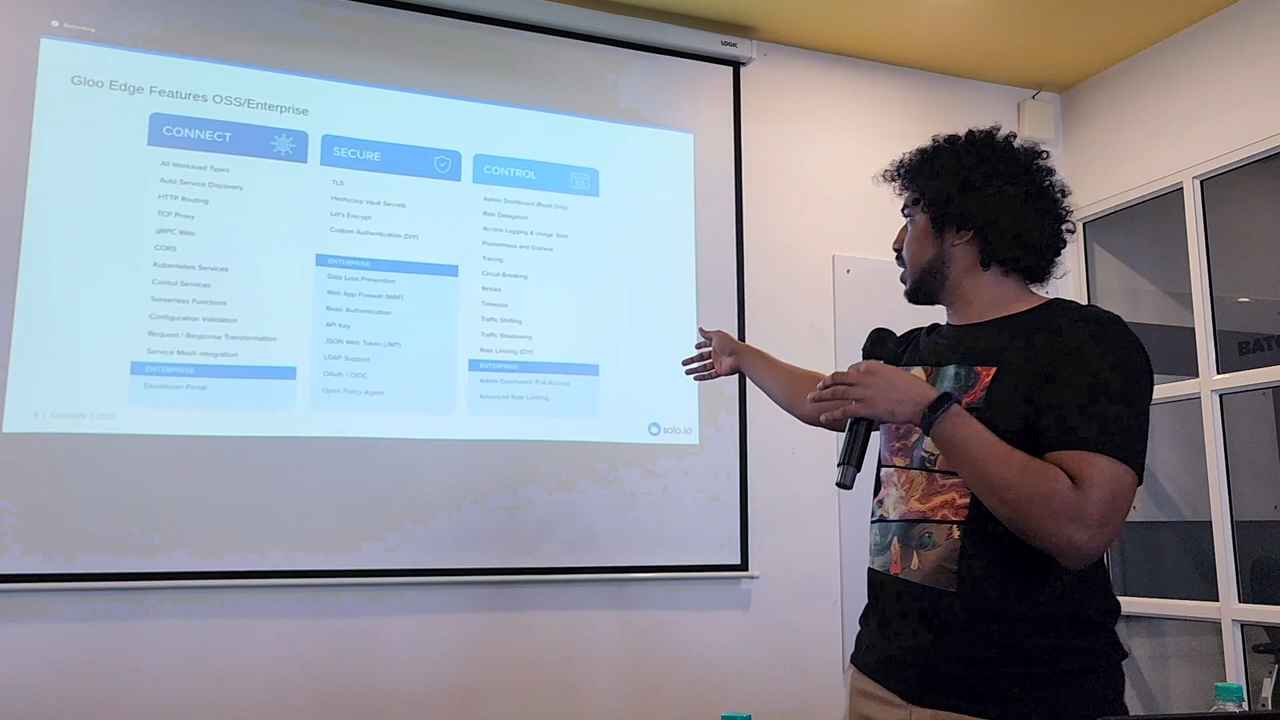 Recording
LOGIC
Gloo Edge Features OSS/Enterprise
CONNECT
All Workload Types
Auto Service Discovery
HTTP Routing
TCP Proxy
gRPC Web
CORS
Kubernetes Services
Consul Services
Serverless Functions
Configuration Validation
Request / Response Transformation
Service Mesh Integration
ENTERPRISE
Developer Portal
SECURE
TLS
Hashicorp Vault Secrets
Let's Encrypt
Custom Authentication (DIY)
ENTERPRISE
Data Loss Prevention
Web App Firewall (WAF)
Basic Authentication
API Key
JSON Web Token (JWT)
LDAP Support
OAuth / OIDC
Open Policy Agent
CONTROL
Admin Dashboard (Read Only)
Role Delegation
Access Logging & Usage Stats
Prometheus and Grafana
Tracing
Circuit Breaking
Retries
Timeouts
Traffic Shifting
Traffic Shadowing
Rate Limiting (DIY)
ENTERPRISE
Admin Dashboard (Full Access)
Advanced Rate Limiting
| Copyright ©
solo.io